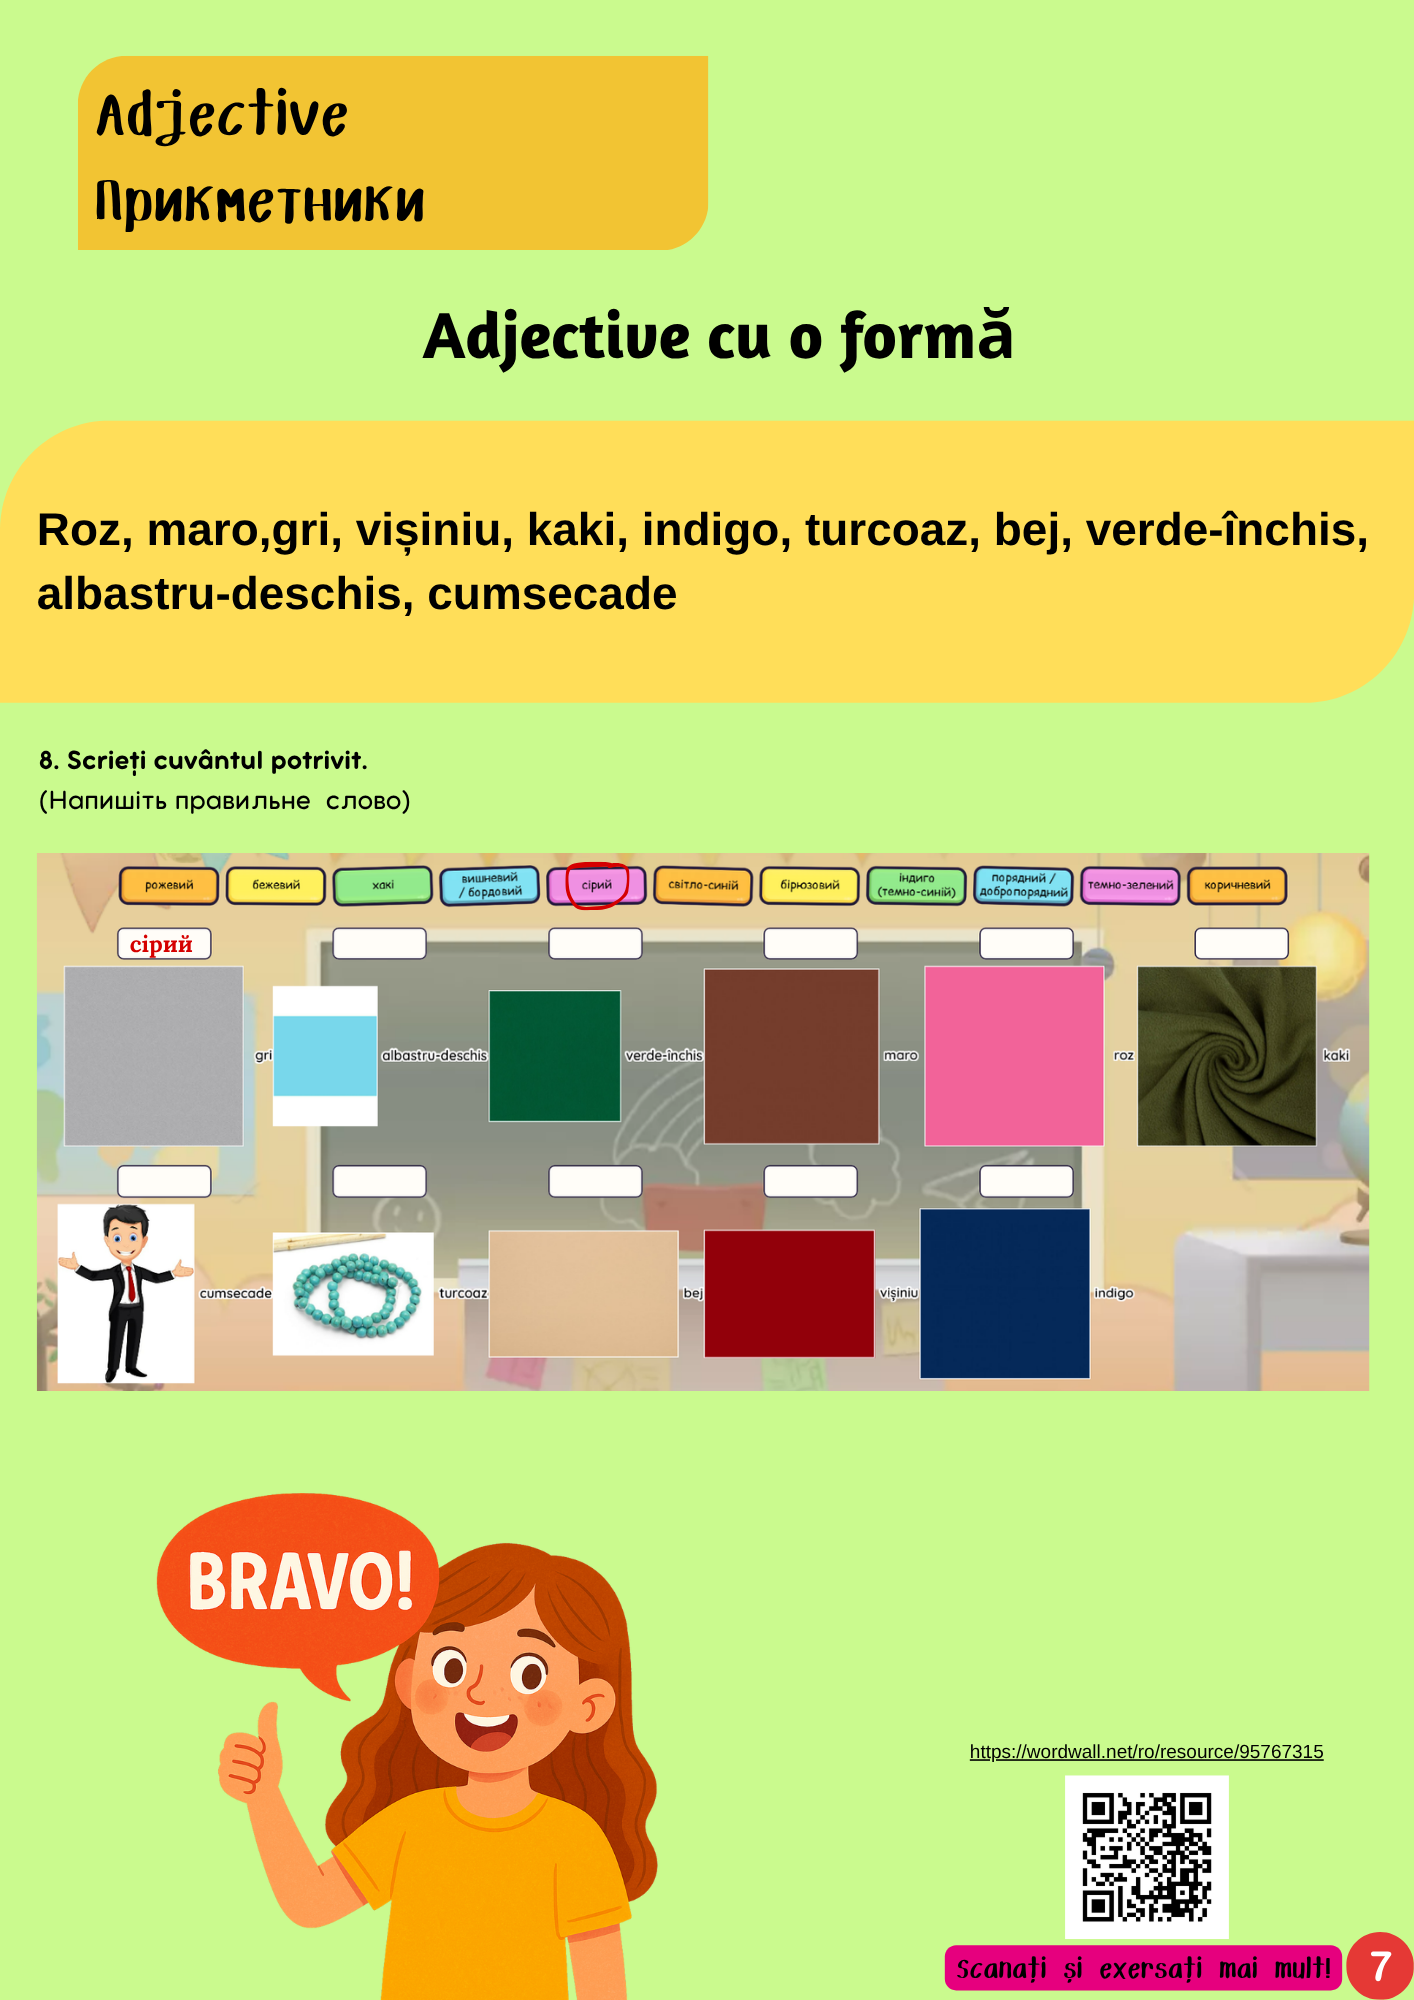 Adjective
Прикметники
Adjective cu o formă
Roz, maro,gri, vișiniu, kaki, indigo, turcoaz, bej, verde-închis,
albastru-deschis, cumsecade
8. Scrieți cuvântul potrivit.
(Напишіть правильне слово)
рожевий бежевий хакі вишневий / бордовий сірий світло-синій бірюзовий індиго (темно-синій) порядний / добропорядний темно-зелений коричневий
сірий
gri albastru-deschis verde-închis maro roz kaki
cumsecade turcoaz bej vișiniu indigo
BRAVO!
https://wordwall.net/ro/resource/95767315
Scanați și exersați mai mult!
7